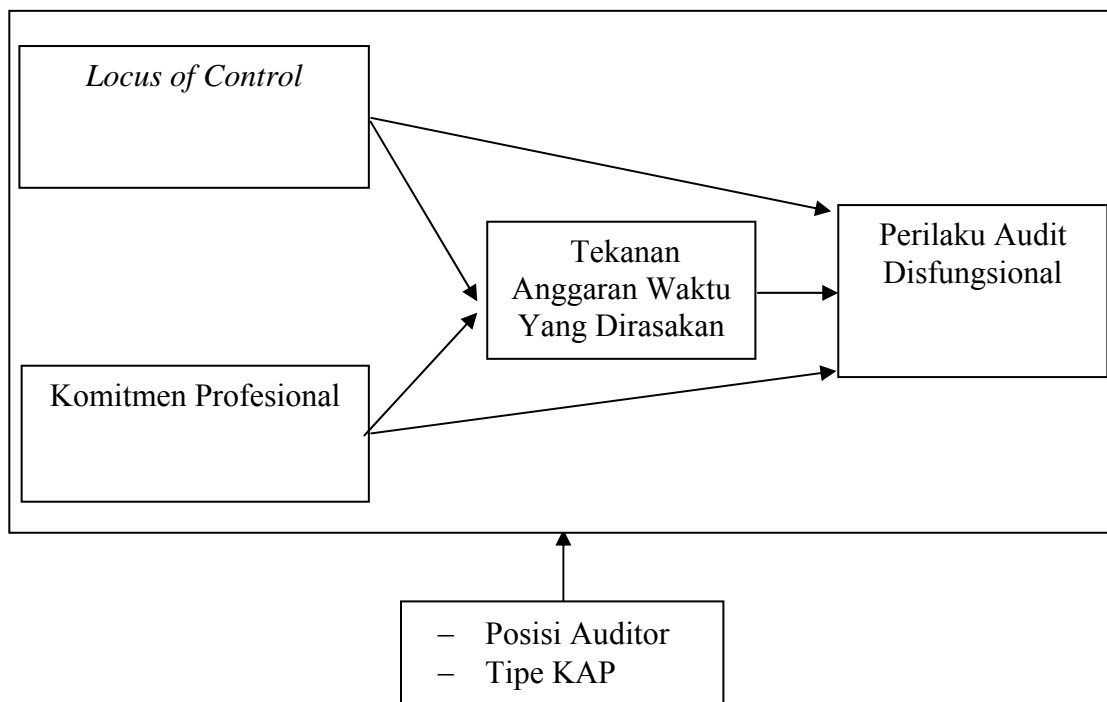 Locus of Control
Tekanan
Anggaran Waktu
Yang Dirasakan
Perilaku Audit
Disfungsional
Komitmen Profesional
– Posisi Auditor
– Tipe KAP